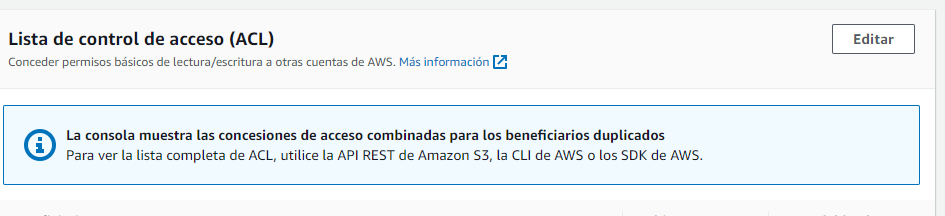 Lista de control de acceso (ACL)
Editar
Conceder permisos básicos de lectura/escritura a otras cuentas de AWS. Más información
La consola muestra las concesiones de acceso combinadas para los beneficiarios duplicados
Para ver la lista completa de ACL, utilice la API REST de Amazon S3, la CLI de AWS o los SDK de AWS.